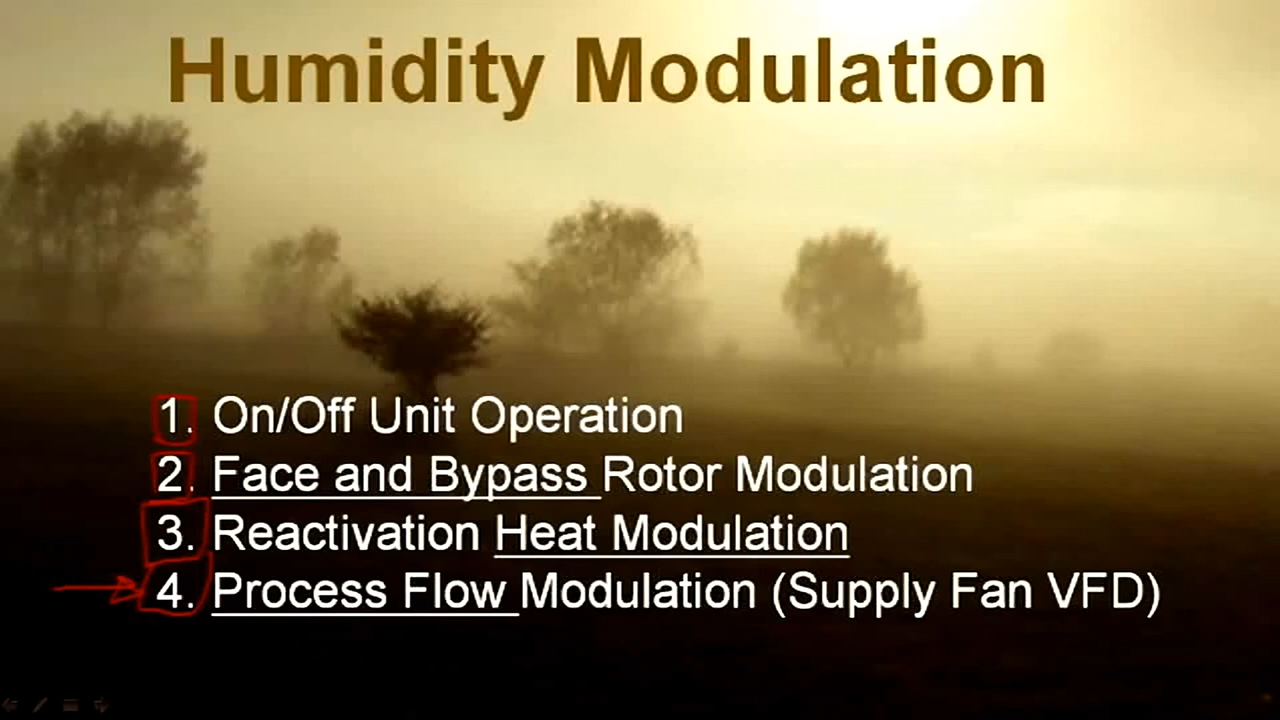 Humidity Modulation
1. On/Off Unit Operation
2. Face and Bypass Rotor Modulation
3. Reactivation Heat Modulation
4. Process Flow Modulation (Supply Fan VFD)